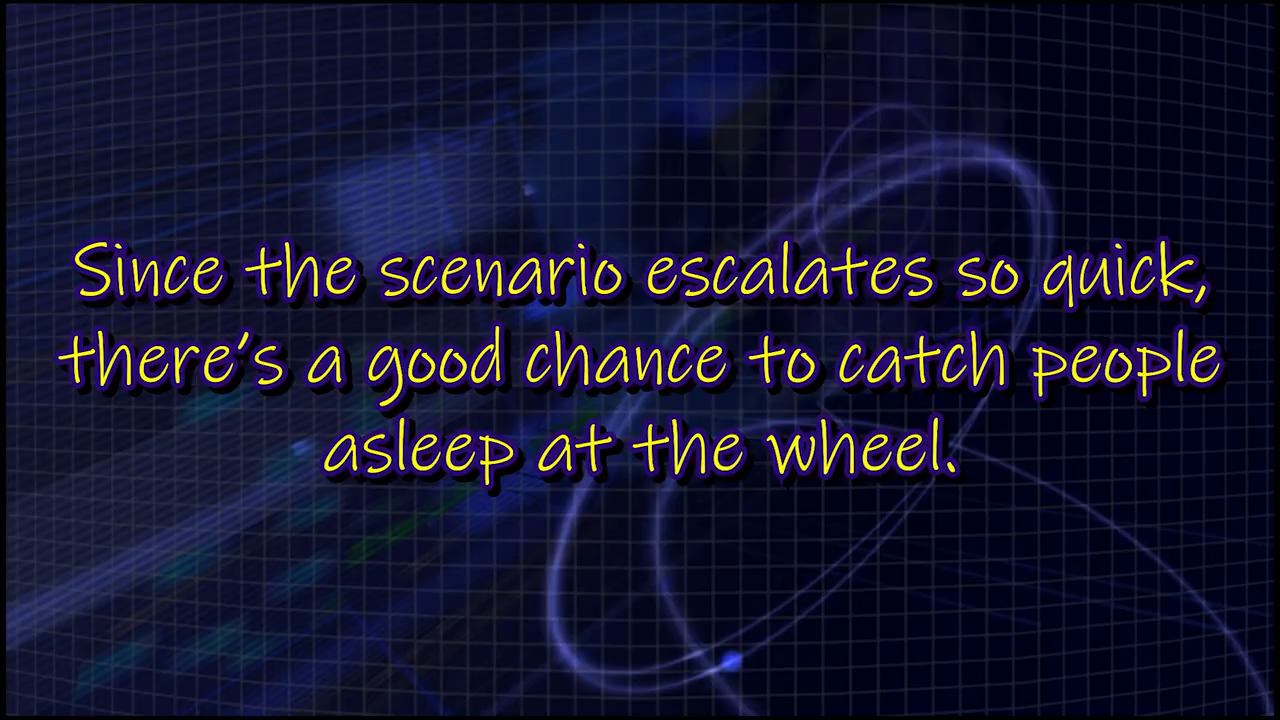 Since the scenario escalates so quick,
there's a good chance to catch people
asleep at the wheel.